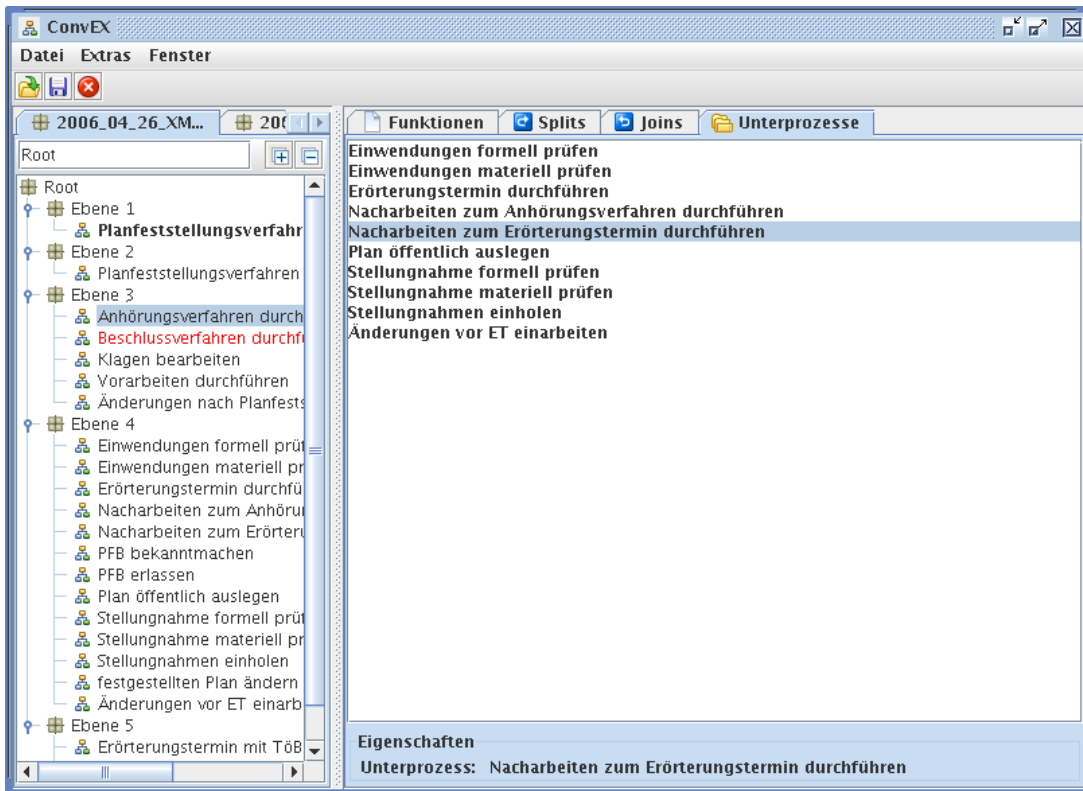 ConvEX
Datei Extras Fenster
2006_04_26_XM...
Root
Root
Ebene 1
Planfeststellungsverfahr
Ebene 2
Planfeststellungsverfahren
Ebene 3
Anhörungsverfahren durch
Beschlussverfahren durchf
Klagen bearbeiten
Vorarbeiten durchführen
Änderungen nach Planfests
Ebene 4
Einwendungen formell prüf
Einwendungen materiell pr
Erörterungstermin durchfü
Nacharbeiten zum Anhöru
Nacharbeiten zum Erörteru
PFB bekanntmachen
PFB erlassen
Plan öffentlich auslegen
Stellungnahme formell prüf
Stellungnahme materiell pr
Stellungnahmen einholen
festgestellten Plan ändern
Änderungen vor ET einarb
Ebene 5
Erörterungstermin mit TöB
Funktionen Splits Joins Unterprozesse
Einwendungen formell prüfen
Einwendungen materiell prüfen
Erörterungstermin durchführen
Nacharbeiten zum Anhörungsverfahren durchführen
Nacharbeiten zum Erörterungstermin durchführen
Plan öffentlich auslegen
Stellungnahme formell prüfen
Stellungnahme materiell prüfen
Stellungnahmen einholen
Änderungen vor ET einarbeiten
Eigenschaften
Unterprozess: Nacharbeiten zum Erörterungstermin durchführen